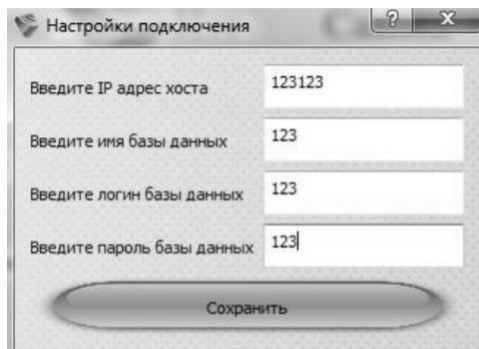 Настройки подключения
Введите IP адрес хоста 123123
Введите имя базы данных 123
Введите логин базы данных 123
Введите пароль базы данных 123
Сохранить